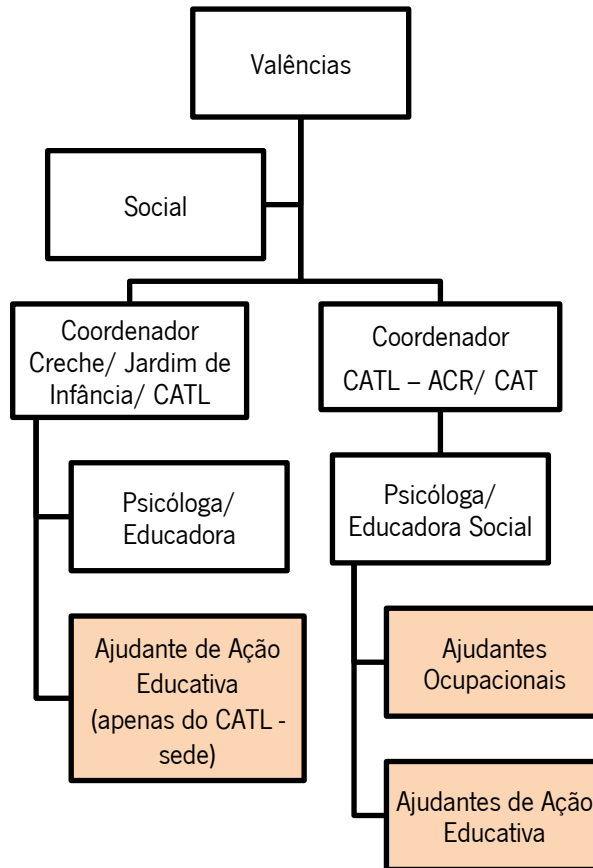 Valências
Social
Coordenador
Creche/ Jardim de
Infância/ CATL
Coordenador
CATL – ACR/ CAT
Psicóloga/
Educadora
Psicóloga/
Educadora Social
Ajudante de Ação
Educativa
(apenas do CATL -
sede)
Ajudantes
Ocupacionais
Ajudantes de Ação
Educativa